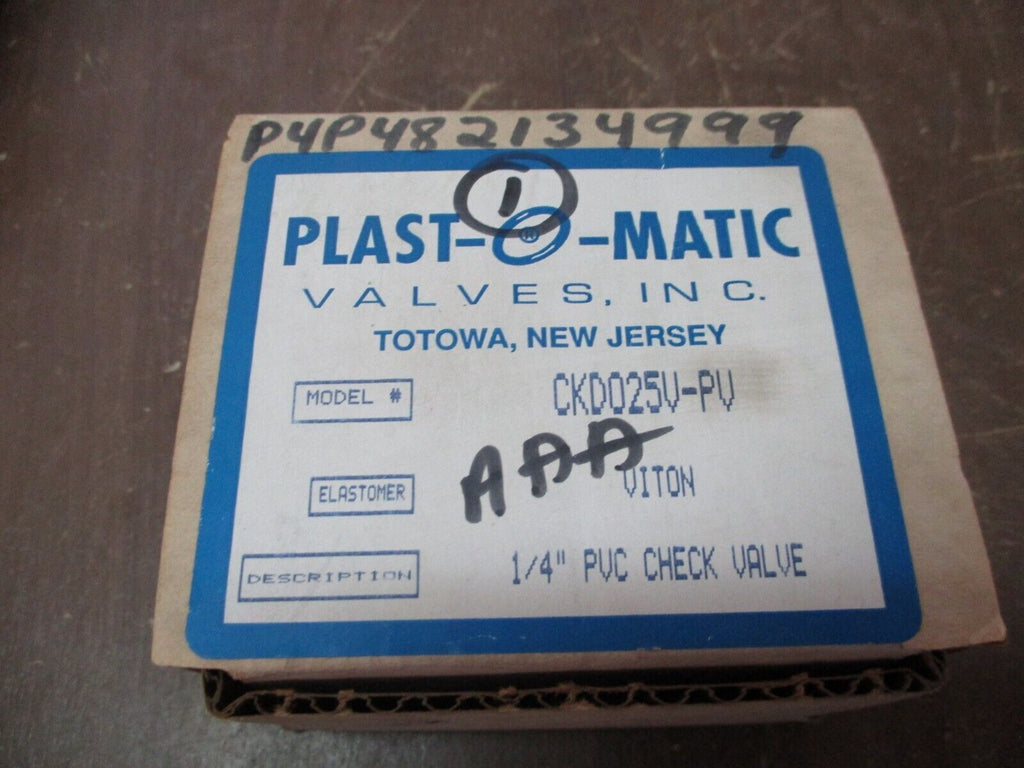 P4P482134999
1
PLAST-O-MATIC
®
VALVES, INC.
TOTOWA, NEW JERSEY
MODEL # CKD025V-PV
AAA
ELASTOMER VITON
DESCRIPTION 1/4" PVC CHECK VALVE